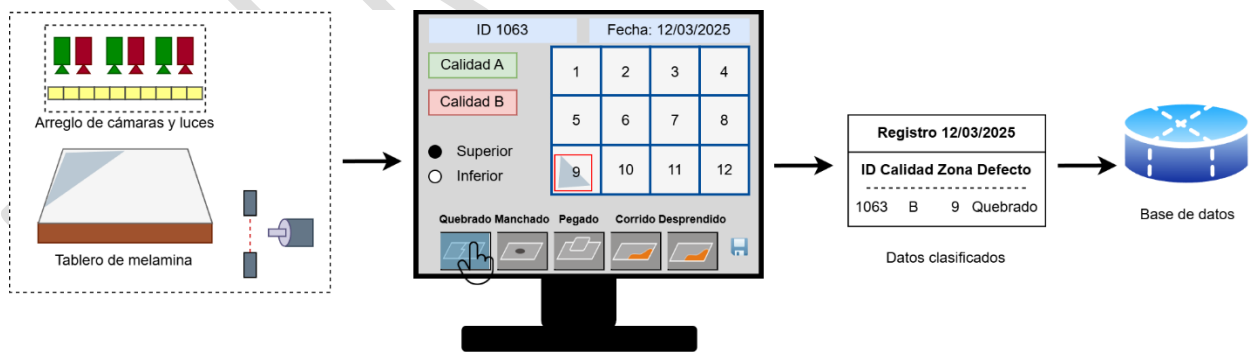 Arreglo de cámaras y luces
Tablero de melamina
ID 1063
Fecha: 12/03/2025
Calidad A
Calidad B
Superior
Inferior
1 2 3 4
5 6 7 8
9 10 11 12
Quebrado Manchado Pegado Corrido Desprendido
Registro 12/03/2025
ID Calidad Zona Defecto
1063 B 9 Quebrado
Datos clasificados
Base de datos